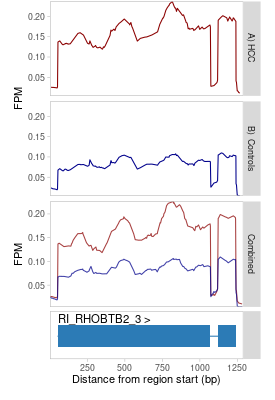 0.20
0.15
0.10
0.05
A) HCC
FPM
0.20
0.15
0.10
0.05
B): Controls
0.20
0.15
0.10
0.05
Combined
FPM
RI_RHOBTB2_3 >
250 500 750 1000 1250
Distance from region start (bp)